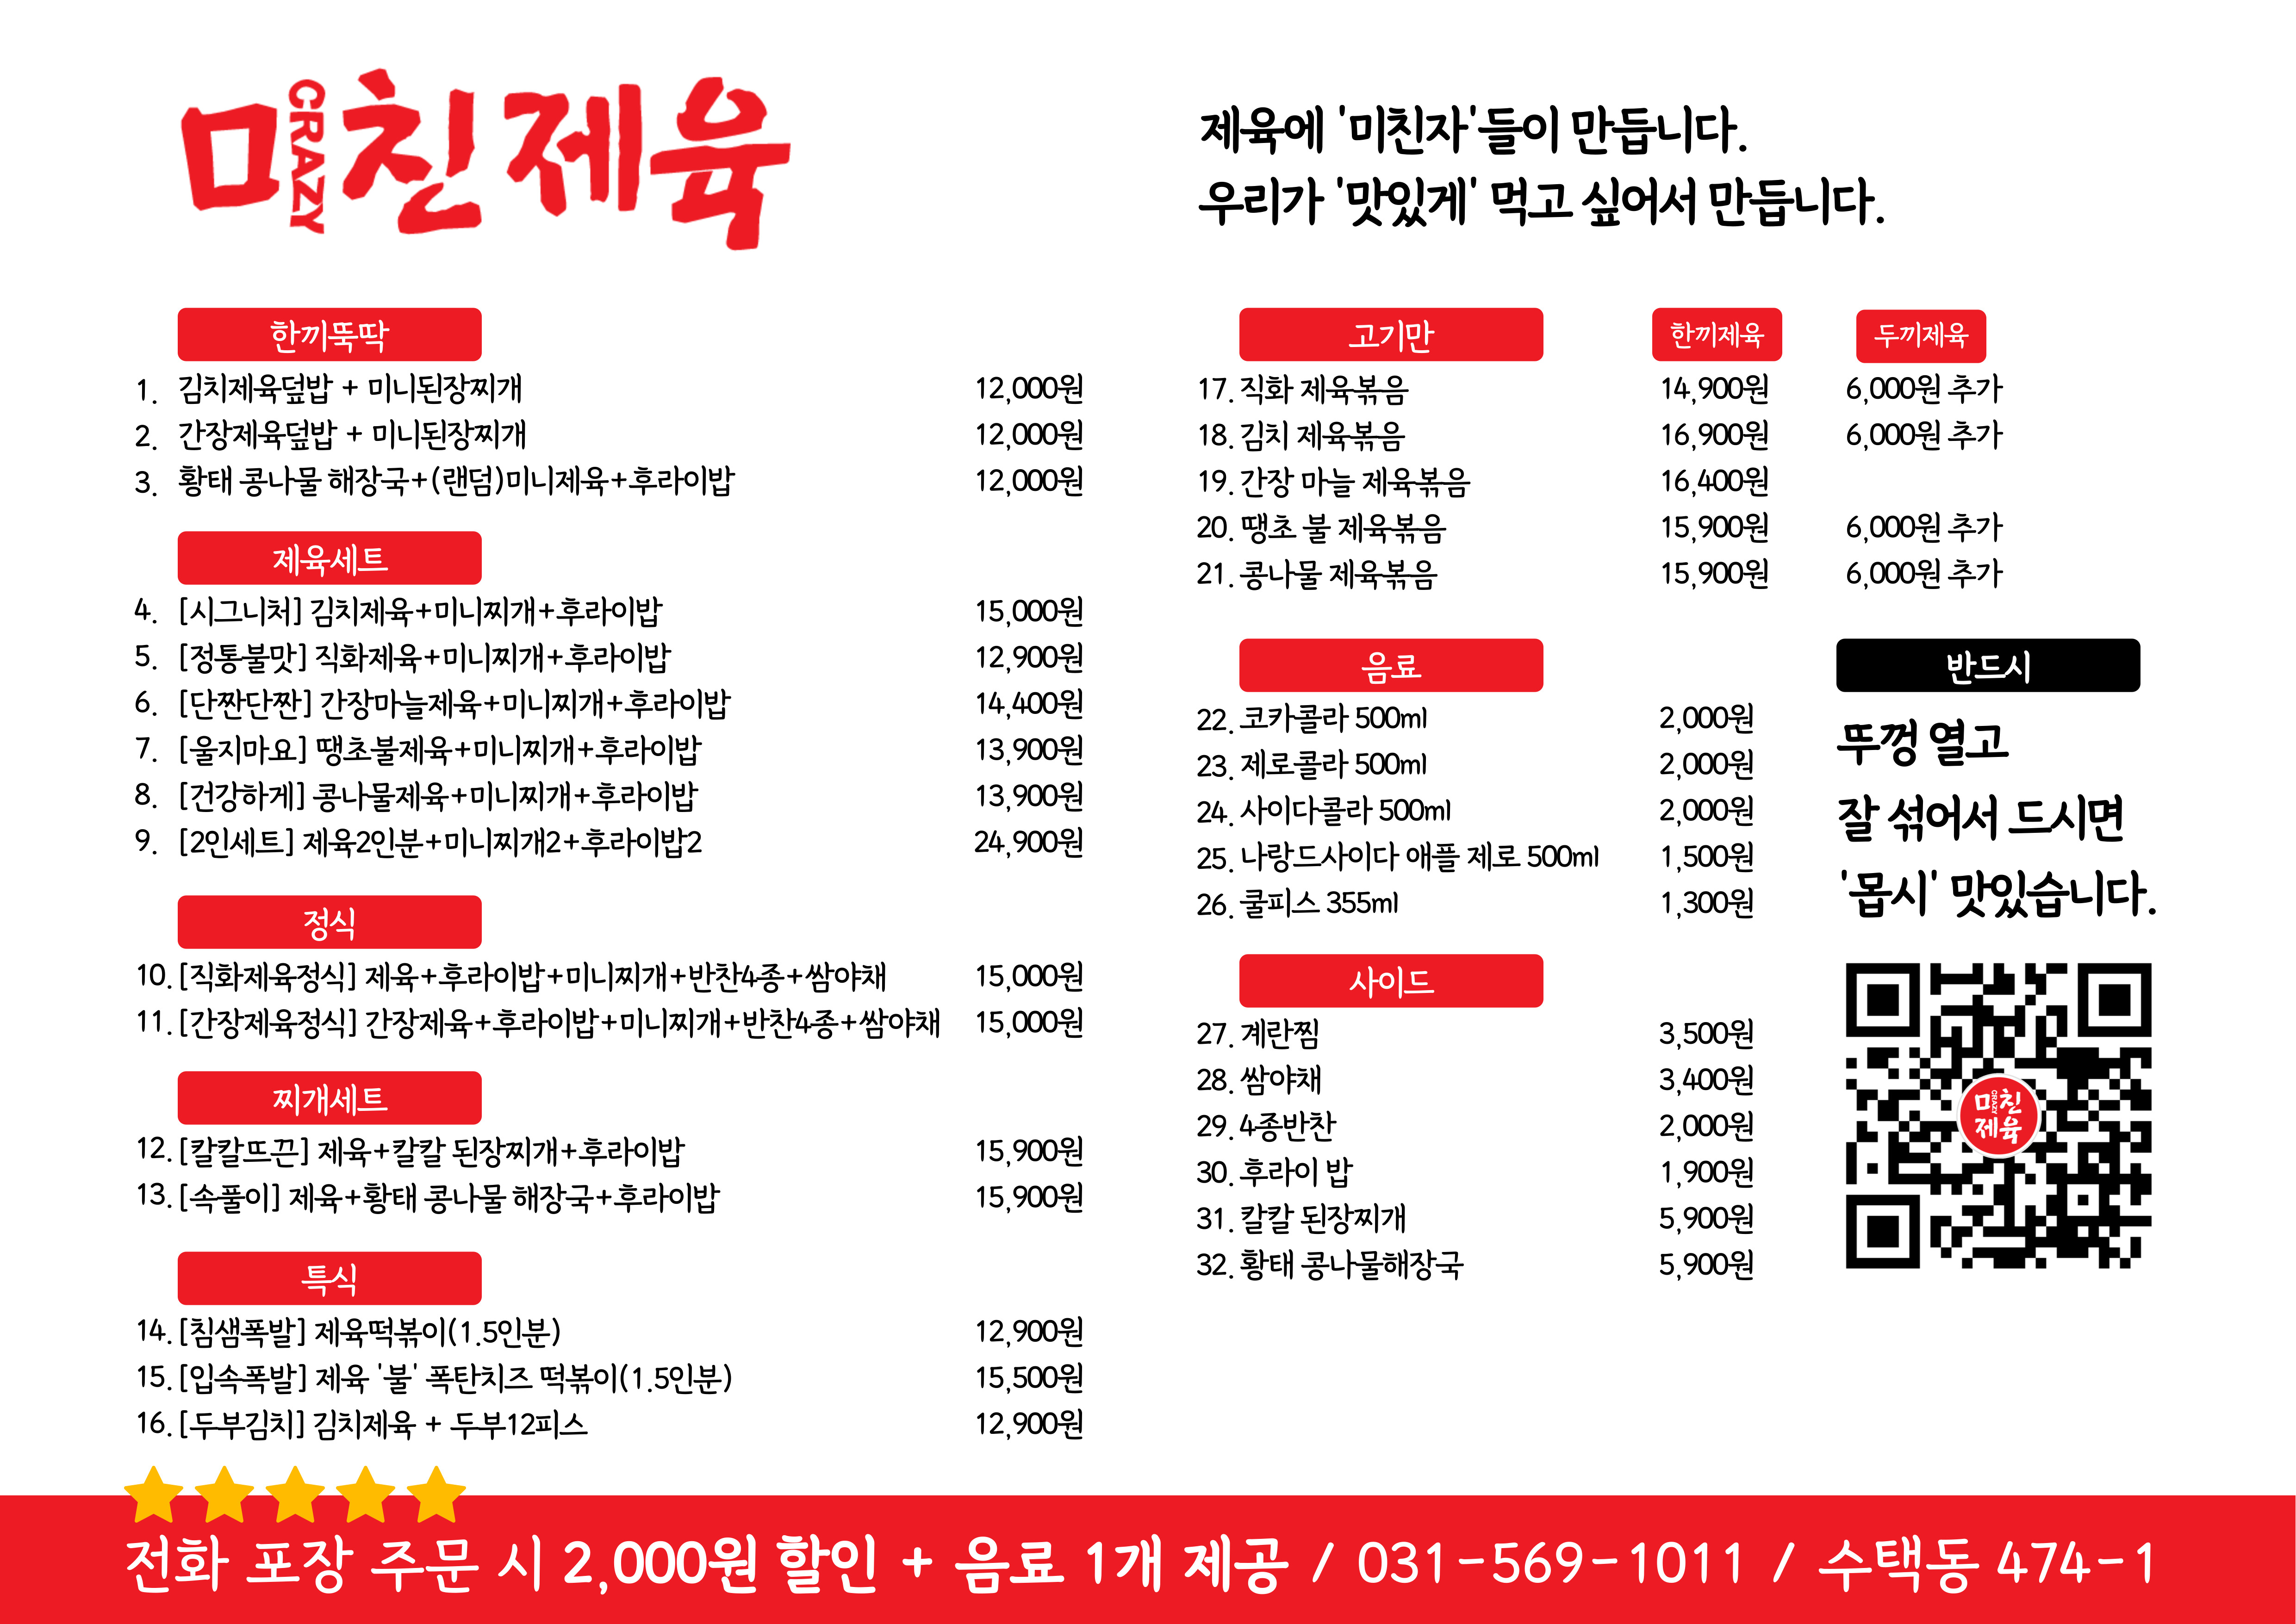 미친제육
CRAZY
제육에 '미친자'들이 만듭니다.
우리가 '맛있게' 먹고 싶어서 만듭니다.
한끼뚝딱
1. 김치제육덮밥 + 미니된장찌개 12,000원
2. 간장제육덮밥 + 미니된장찌개 12,000원
3. 황태 콩나물 해장국+(랜덤)미니제육+후라이밥 12,000원
제육세트
4. [시그니처] 김치제육+미니찌개+후라이밥 15,000원
5. [정통불맛] 직화제육+미니찌개+후라이밥 12,900원
6. [단짠단짠] 간장마늘제육+미니찌개+후라이밥 14,400원
7. [울지마요] 땡초불제육+미니찌개+후라이밥 13,900원
8. [건강하게] 콩나물제육+미니찌개+후라이밥 13,900원
9. [2인세트] 제육2인분+미니찌개2+후라이밥2 24,900원
정식
10. [직화제육정식] 제육+후라이밥+미니찌개+반찬4종+쌈야채 15,000원
11. [간장제육정식] 간장제육+후라이밥+미니찌개+반찬4종+쌈야채 15,000원
찌개세트
12. [칼칼뜨끈] 제육+칼칼 된장찌개+후라이밥 15,900원
13. [속풀이] 제육+황태 콩나물 해장국+후라이밥 15,900원
특식
14. [침샘폭발] 제육떡볶이(1.5인분) 12,900원
15. [입속폭발] 제육 '불' 폭탄치즈 떡볶이(1.5인분) 15,500원
16. [두부김치] 김치제육 + 두부12피스 12,900원
고기만 한끼제육 두끼제육
17. 직화 제육볶음 14,900원 6,000원 추가
18. 김치 제육볶음 16,900원 6,000원 추가
19. 간장 마늘 제육볶음 16,400원
20. 땡초 불 제육볶음 15,900원 6,000원 추가
21. 콩나물 제육볶음 15,900원 6,000원 추가
음료
22. 코카콜라 500ml 2,000원
23. 제로콜라 500ml 2,000원
24. 사이다콜라 500ml 2,000원
25. 나랑드사이다 애플 제로 500ml 1,500원
26. 쿨피스 355ml 1,300원
사이드
27. 계란찜 3,500원
28. 쌈야채 3,400원
29. 4종반찬 2,000원
30. 후라이 밥 1,900원
31. 칼칼 된장찌개 5,900원
32. 황태 콩나물해장국 5,900원
반드시
뚜껑 열고
잘 섞어서 드시면
'몹시' 맛있습니다.
미친
CRAZY
제육
전화 포장 주문 시 2,000원 할인 + 음료 1개 제공 / 031-569-1011 / 수택동 474-1